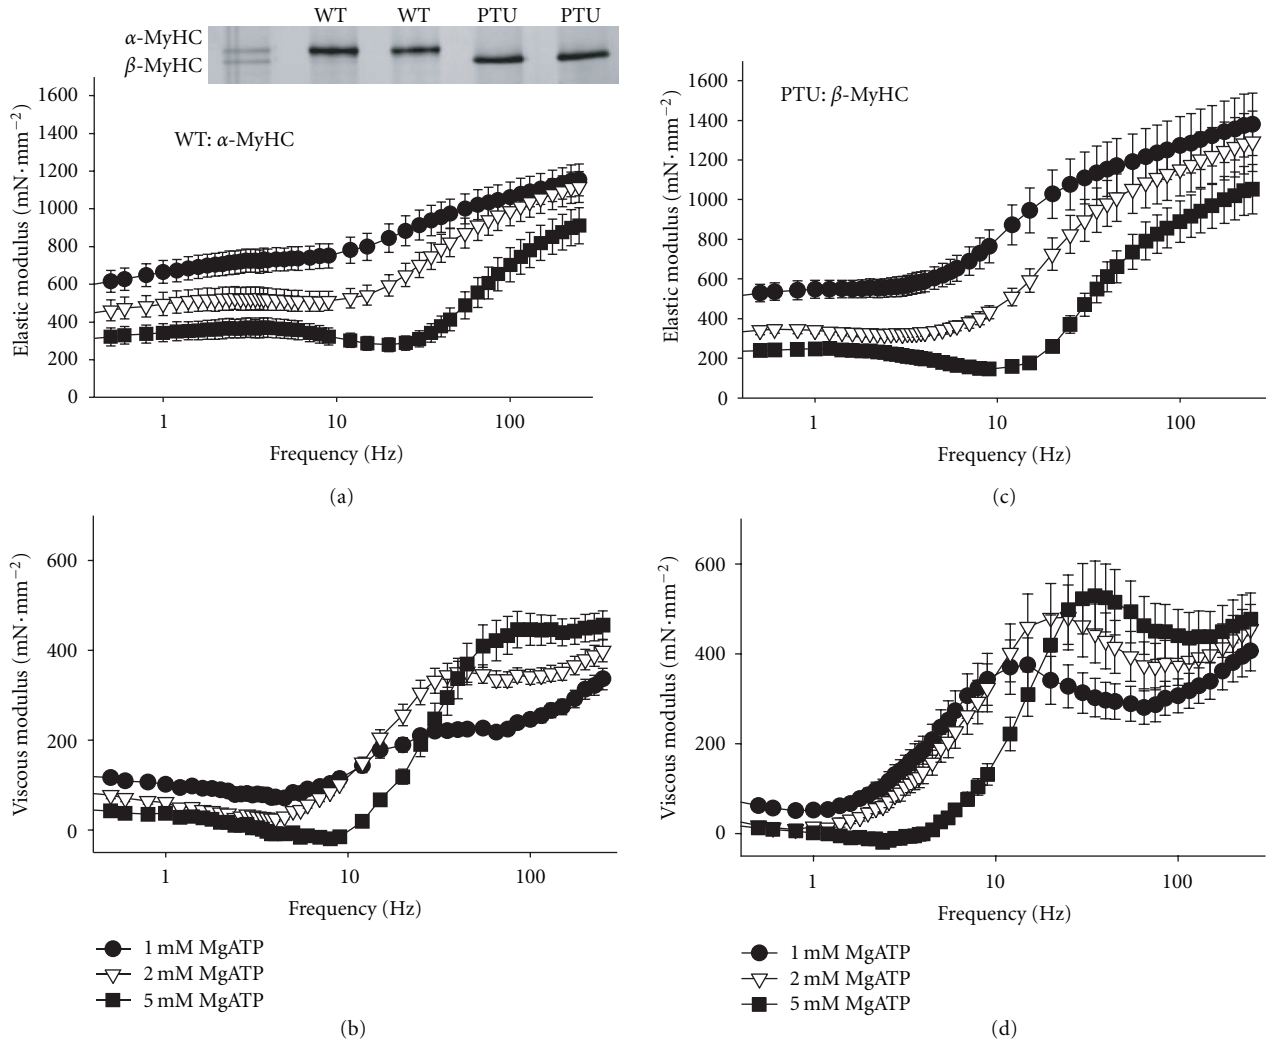 WT WT PTU PTU
α-MyHC
β-MyHC
WT: α-MyHC
Elastic modulus (mN·mm−2)
1600
1400
1200
1000
800
600
400
200
0
1 10 100
Frequency (Hz)
(a)
PTU: β-MyHC
Elastic modulus (mN·mm−2)
1600
1400
1200
1000
800
600
400
200
0
1 10 100
Frequency (Hz)
(c)
Viscous modulus (mN·mm−2)
600
400
200
0
1 10 100
Frequency (Hz)
1 mM MgATP
2 mM MgATP
5 mM MgATP
(b)
Viscous modulus (mN·mm−2)
600
400
200
0
1 10 100
Frequency (Hz)
1 mM MgATP
2 mM MgATP
5 mM MgATP
(d)